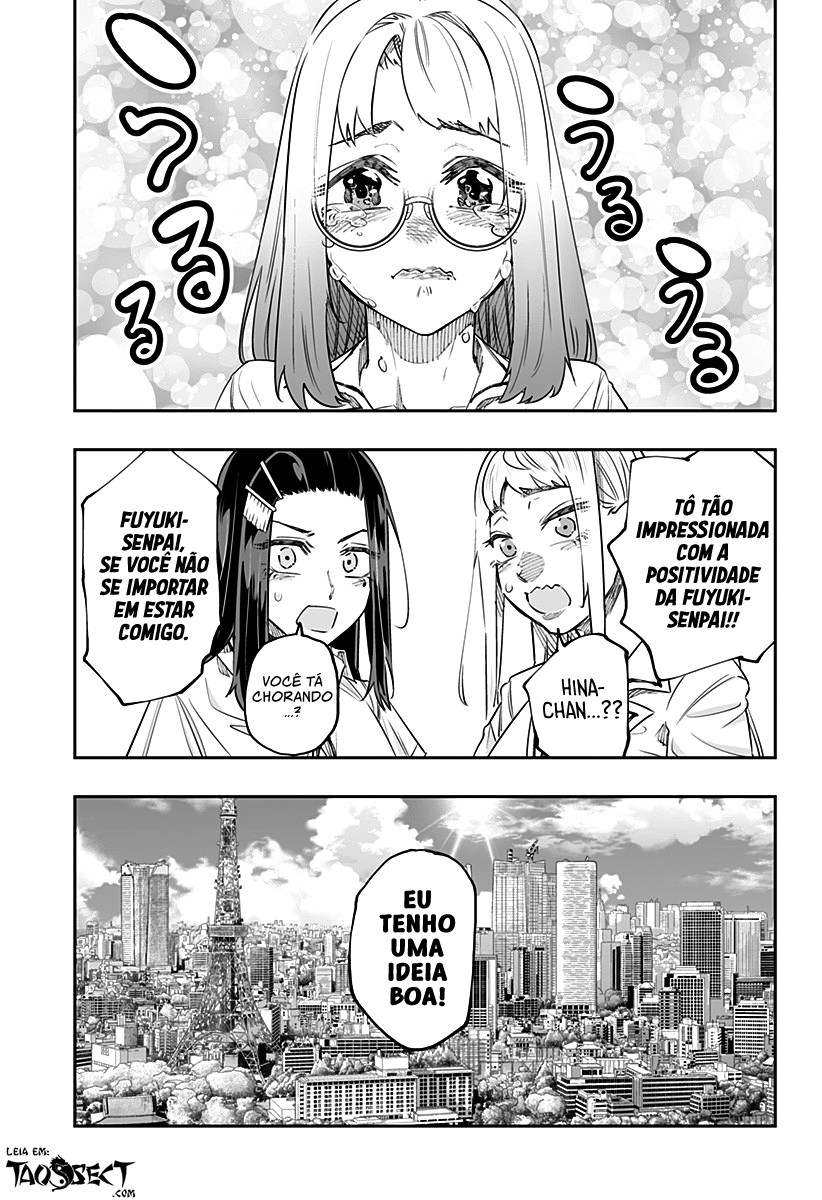 うるうる
うるうる
TÔ TÃO
IMPRESSIONADA
COM A
POSITIVIDADE
DA FUYUKI-
SENPAI!!
HINA-
CHAN...??
VOCÊ TÁ
CHORANDO
...?
FUYUKI-
SENPAI,
SE VOCÊ NÃO
SE IMPORTAR
EM ESTAR
COMIGO.
EU
TENHO
UMA
IDEIA
BOA!
LEIA EM:
TAOSECT
.COM